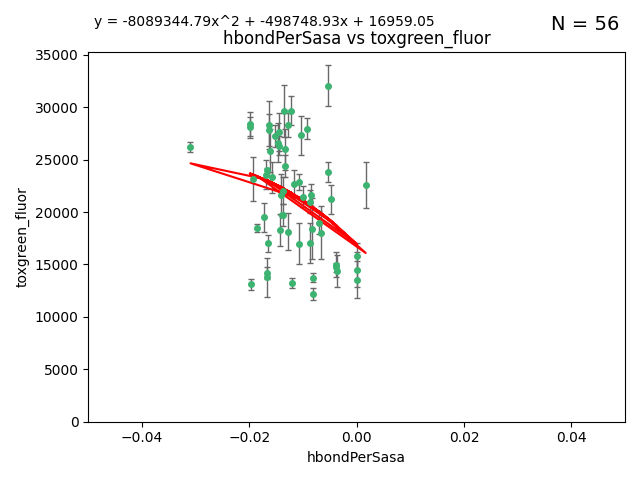 y = -8089344.79x^2 + -498748.93x + 16959.05
N = 56
hbondPerSasa vs toxgreen_fluor
35000
30000
25000
20000
15000
10000
5000
0
toxgreen_fluor
−0.04
−0.02
0.00
0.02
0.04
hbondPerSasa